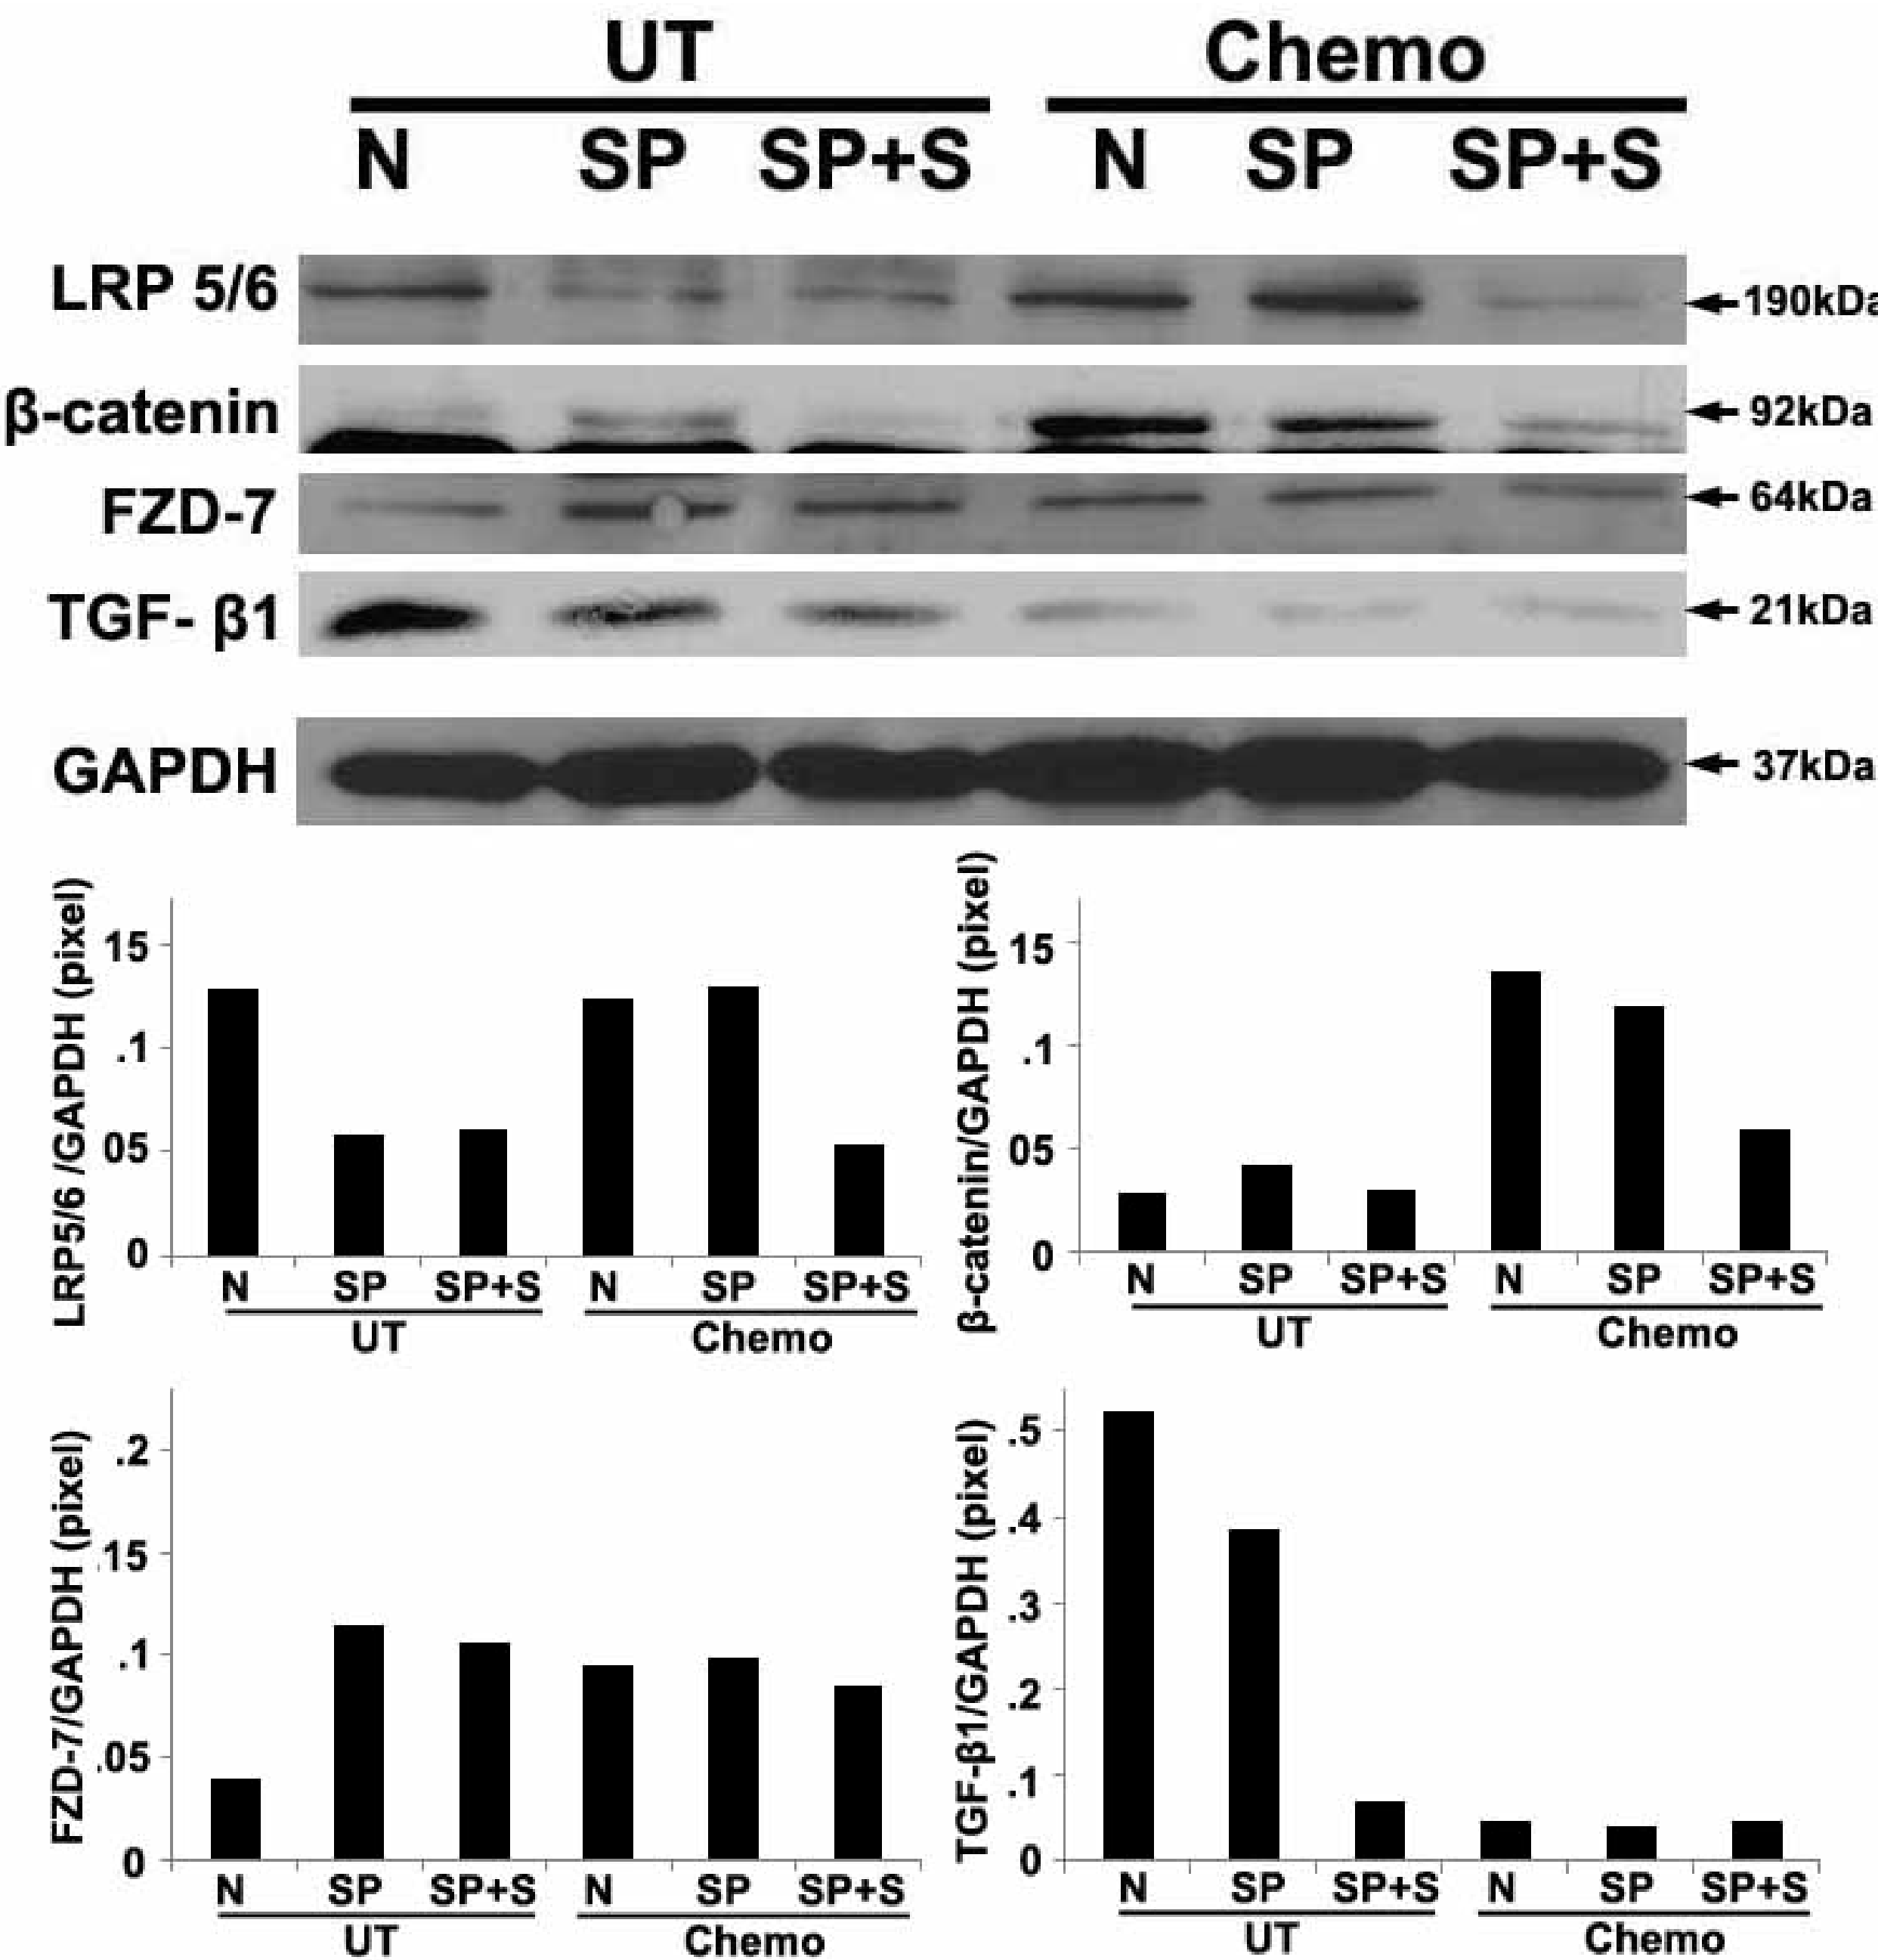 UT Chemo
N SP SP+S N SP SP+S
LRP 5/6 190kDa
β-catenin 92kDa
FZD-7 64kDa
TGF- β1 21kDa
GAPDH 37kDa
LRP5/6 /GAPDH (pixel)
15
.1
05
0
N SP SP+S N SP SP+S
UT Chemo
β-catenin/GAPDH (pixel)
15
.1
05
0
N SP SP+S N SP SP+S
UT Chemo
FZD-7/GAPDH (pixel)
.2
.15
.1
.05
0
N SP SP+S N SP SP+S
UT Chemo
TGF-β1/GAPDH (pixel)
.5
.4
.3
.2
.1
0
N SP SP+S N SP SP+S
UT Chemo